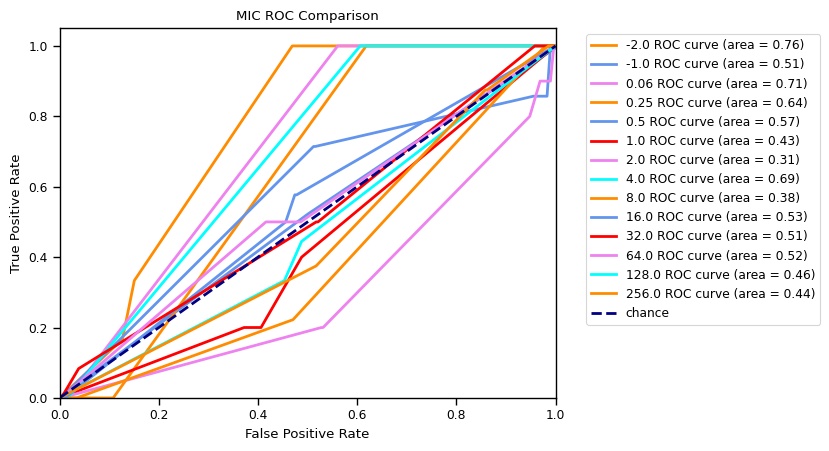 MIC ROC Comparison
True Positive Rate
1.0
0.8
0.6
0.4
0.2
0.0
0.0 0.2 0.4 0.6 0.8 1.0
False Positive Rate
-2.0 ROC curve (area = 0.76)
-1.0 ROC curve (area = 0.51)
0.06 ROC curve (area = 0.71)
0.25 ROC curve (area = 0.64)
0.5 ROC curve (area = 0.57)
1.0 ROC curve (area = 0.43)
2.0 ROC curve (area = 0.31)
4.0 ROC curve (area = 0.69)
8.0 ROC curve (area = 0.38)
16.0 ROC curve (area = 0.53)
32.0 ROC curve (area = 0.51)
64.0 ROC curve (area = 0.52)
128.0 ROC curve (area = 0.46)
256.0 ROC curve (area = 0.44)
chance